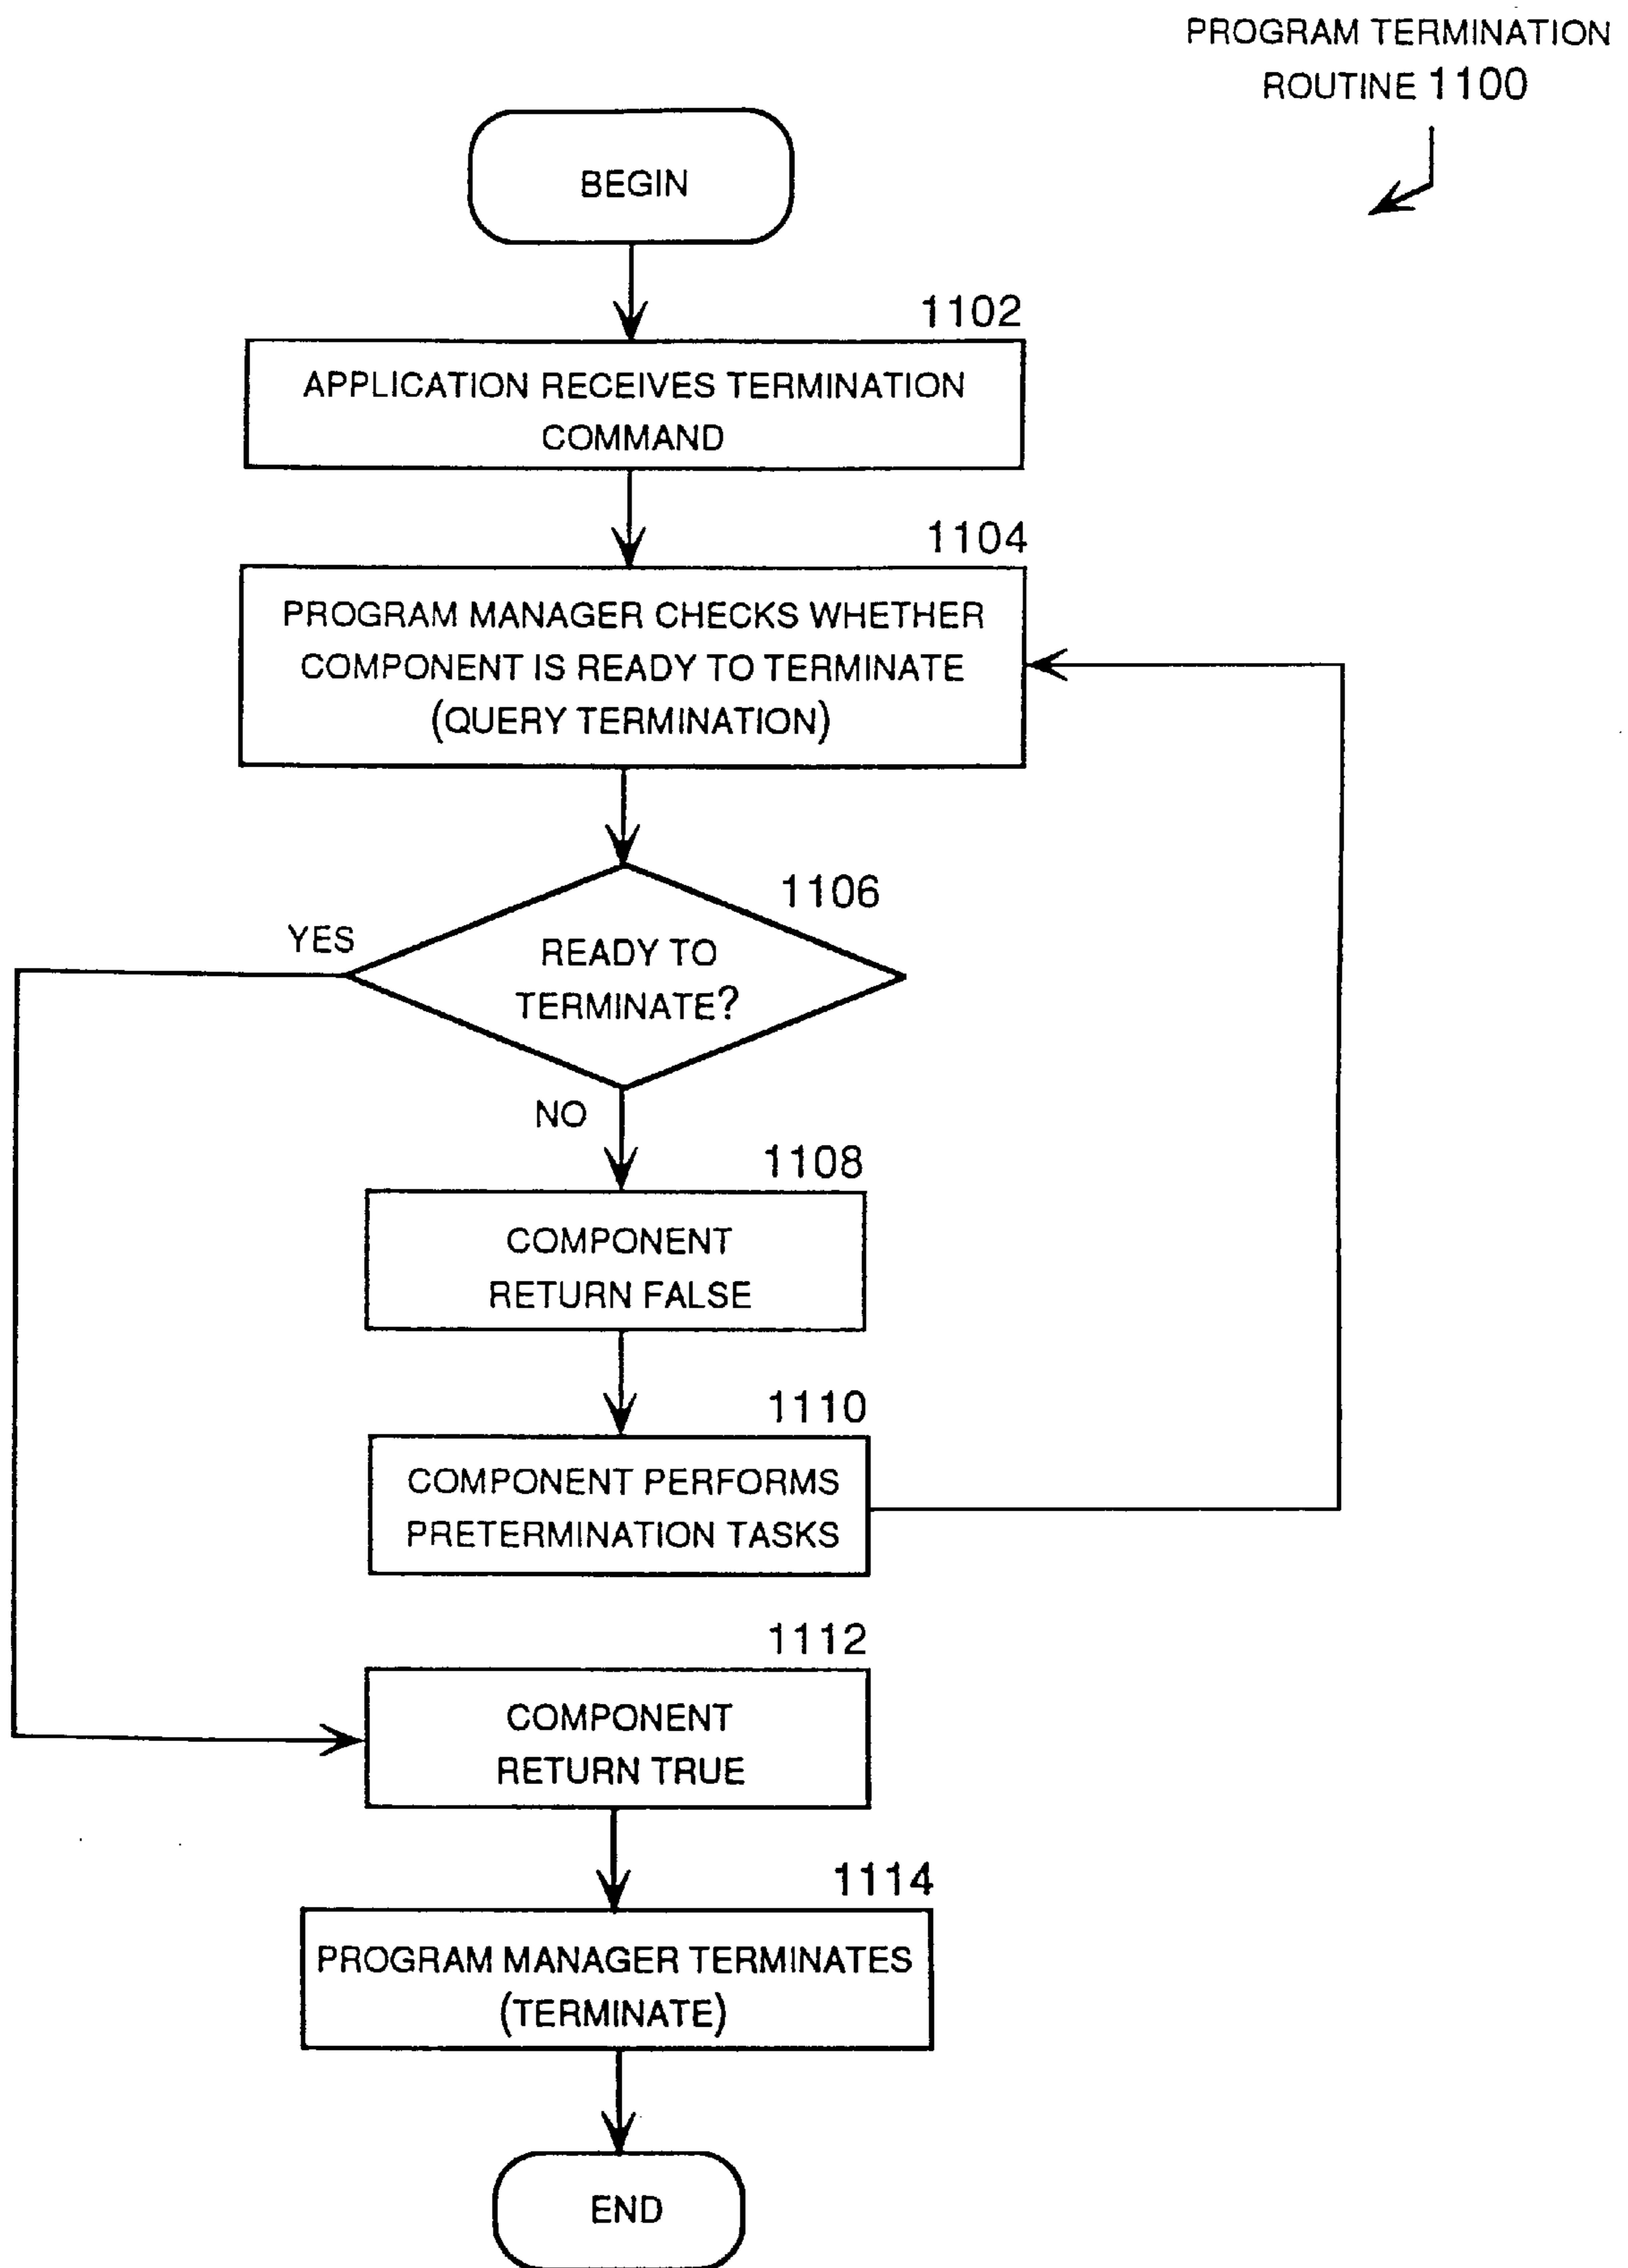 PROGRAM TERMINATION
ROUTINE 1100
BEGIN
1102
APPLICATION RECEIVES TERMINATION
COMMAND
1104
PROGRAM MANAGER CHECKS WHETHER
COMPONENT IS READY TO TERMINATE
(QUERY TERMINATION)
1106
YES
READY TO
TERMINATE?
NO
1108
COMPONENT
RETURN FALSE
1110
COMPONENT PERFORMS
PRETERMINATION TASKS
1112
COMPONENT
RETURN TRUE
1114
PROGRAM MANAGER TERMINATES
(TERMINATE)
END